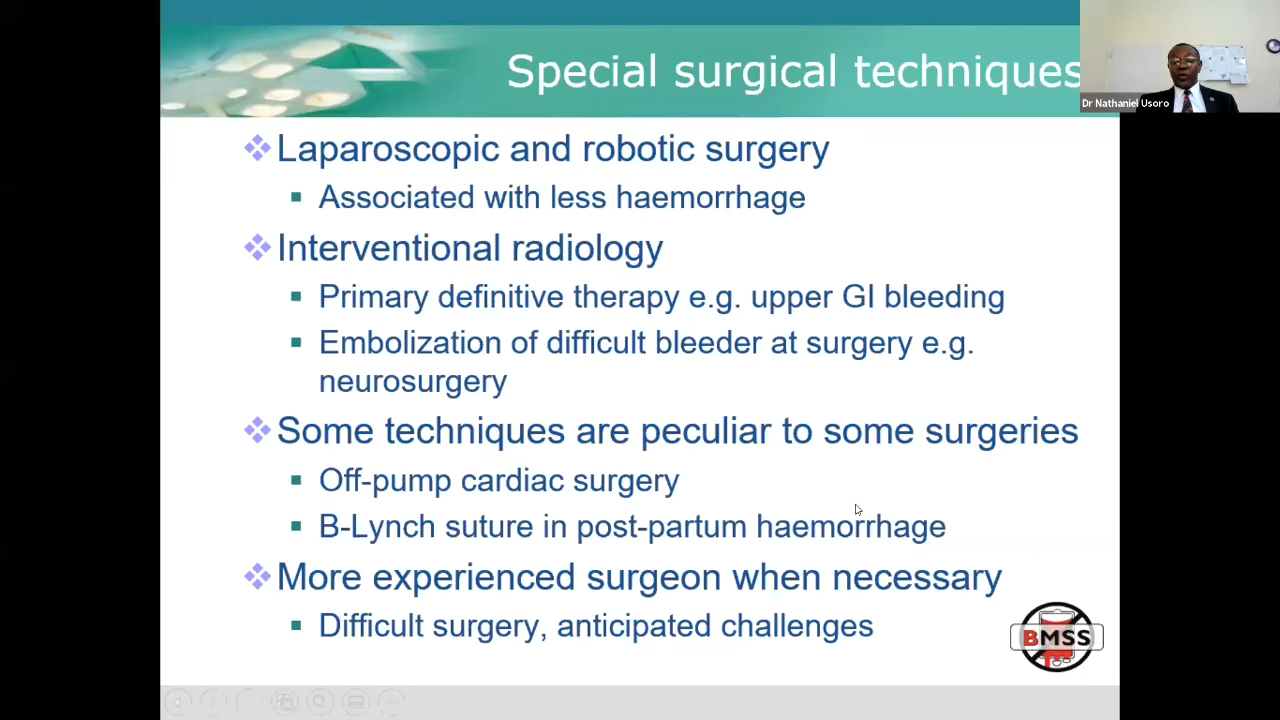 Special surgical techniques
Dr Nathaniel Usoro
Laparoscopic and robotic surgery
Associated with less haemorrhage
Interventional radiology
Primary definitive therapy e.g. upper GI bleeding
Embolization of difficult bleeder at surgery e.g.
neurosurgery
Some techniques are peculiar to some surgeries
Off-pump cardiac surgery
B-Lynch suture in post-partum haemorrhage
More experienced surgeon when necessary
Difficult surgery, anticipated challenges
BMSS